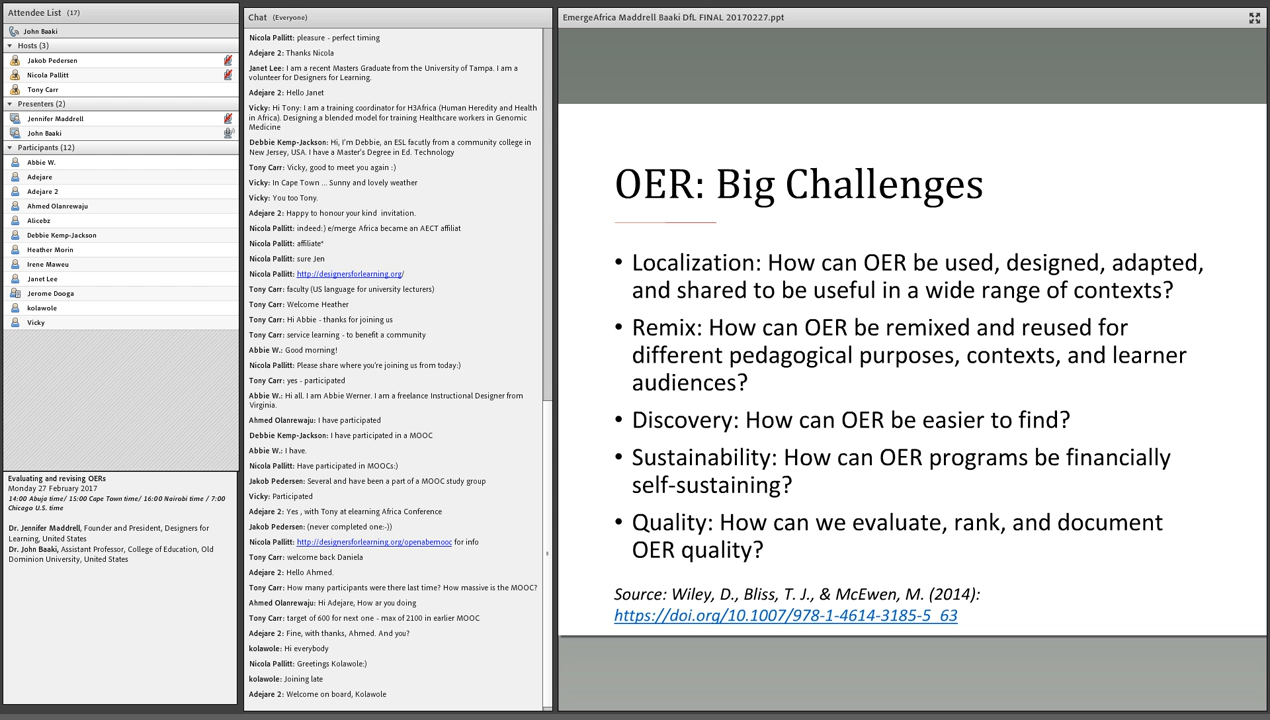 Attendee List (17)
John Baaki
Hosts (3)
Jakob Pedersen
Nicola Pallitt
Tony Carr
Presenters (2)
Jennifer Maddrell
John Baaki
Participants (12)
Abbie W.
Adejare
Adejare 2
Ahmed Olanrewaju
Alicebz
Debbie Kemp-Jackson
Heather Morin
Irene Maweu
Janet Lee
Jerome Dooga
kolawole
Vicky
Evaluating and revising OERs
Monday 27 February 2017
14:00 Abuja time/ 15:00 Cape Town time/ 16:00 Nairobi time / 7:00
Chicago U.S. time
Dr. Jennifer Maddrell, Founder and President, Designers for
Learning, United States
Dr. John Baaki, Assistant Professor, College of Education, Old
Dominion University, United States
Chat (Everyone)
Nicola Pallitt: pleasure - perfect timing
Adejare 2: Thanks Nicola
Janet Lee: I am a recent Masters Graduate from the University of Tampa. I am a
volunteer for Designers for Learning.
Adejare 2: Hello Janet
Vicky: Hi Tony: I am a training coordinator for H3Africa (Human Heredity and Health
in Africa). Designing a blended model for training Healthcare workers in Genomic
Medicine
Debbie Kemp-Jackson: Hi, I'm Debbie, an ESL facutly from a community college in
New Jersey, USA. I have a Master's Degree in Ed. Technology
Tony Carr: Vicky, good to meet you again :)
Vicky: In Cape Town ... Sunny and lovely weather
Vicky: You too Tony.
Adejare 2: Happy to honour your kind invitation.
Nicola Pallitt: indeed:) e/merge Africa became an AECT affiliat
Nicola Pallitt: affiliate*
Nicola Pallitt: sure Jen
Nicola Pallitt: http://designersforlearning.org/
Tony Carr: faculty (US language for university lecturers)
Tony Carr: Welcome Heather
Tony Carr: Hi Abbie - thanks for joining us
Tony Carr: service learning - to benefit a community
Abbie W.: Good morning!
Nicola Pallitt: Please share where you're joining us from today:)
Tony Carr: yes - participated
Abbie W.: Hi all. I am Abbie Werner. I am a freelance Instructional Designer from
Virginia.
Ahmed Olanrewaju: I have participated
Debbie Kemp-Jackson: I have participated in a MOOC
Abbie W.: I have.
Nicola Pallitt: Have participated in MOOCs:)
Jakob Pedersen: Several and have been a part of a MOOC study group
Vicky: Participated
Adejare 2: Yes , with Tony at elearning Africa Conference
Jakob Pedersen: (never completed one:-))
Nicola Pallitt: http://designersforlearning.org/openabemooc for info
Tony Carr: welcome back Daniela
Adejare 2: Hello Ahmed.
Tony Carr: How many participants were there last time? How massive is the MOOC?
Ahmed Olanrewaju: Hi Adejare, How ar you doing
Tony Carr: target of 600 for next one - max of 2100 in earlier MOOC
Adejare 2: Fine, with thanks, Ahmed. And you?
kolawole: Hi everybody
Nicola Pallitt: Greetings Kolawole:)
kolawole: Joining late
Adejare 2: Welcome on board, Kolawole
EmergeAfrica Maddrell Baaki DfL FINAL 20170227.ppt
OER: Big Challenges
• Localization: How can OER be used, designed, adapted,
and shared to be useful in a wide range of contexts?
• Remix: How can OER be remixed and reused for
different pedagogical purposes, contexts, and learner
audiences?
• Discovery: How can OER be easier to find?
• Sustainability: How can OER programs be financially
self-sustaining?
• Quality: How can we evaluate, rank, and document
OER quality?
Source: Wiley, D., Bliss, T. J., & McEwen, M. (2014):
https://doi.org/10.1007/978-1-4614-3185-5_63